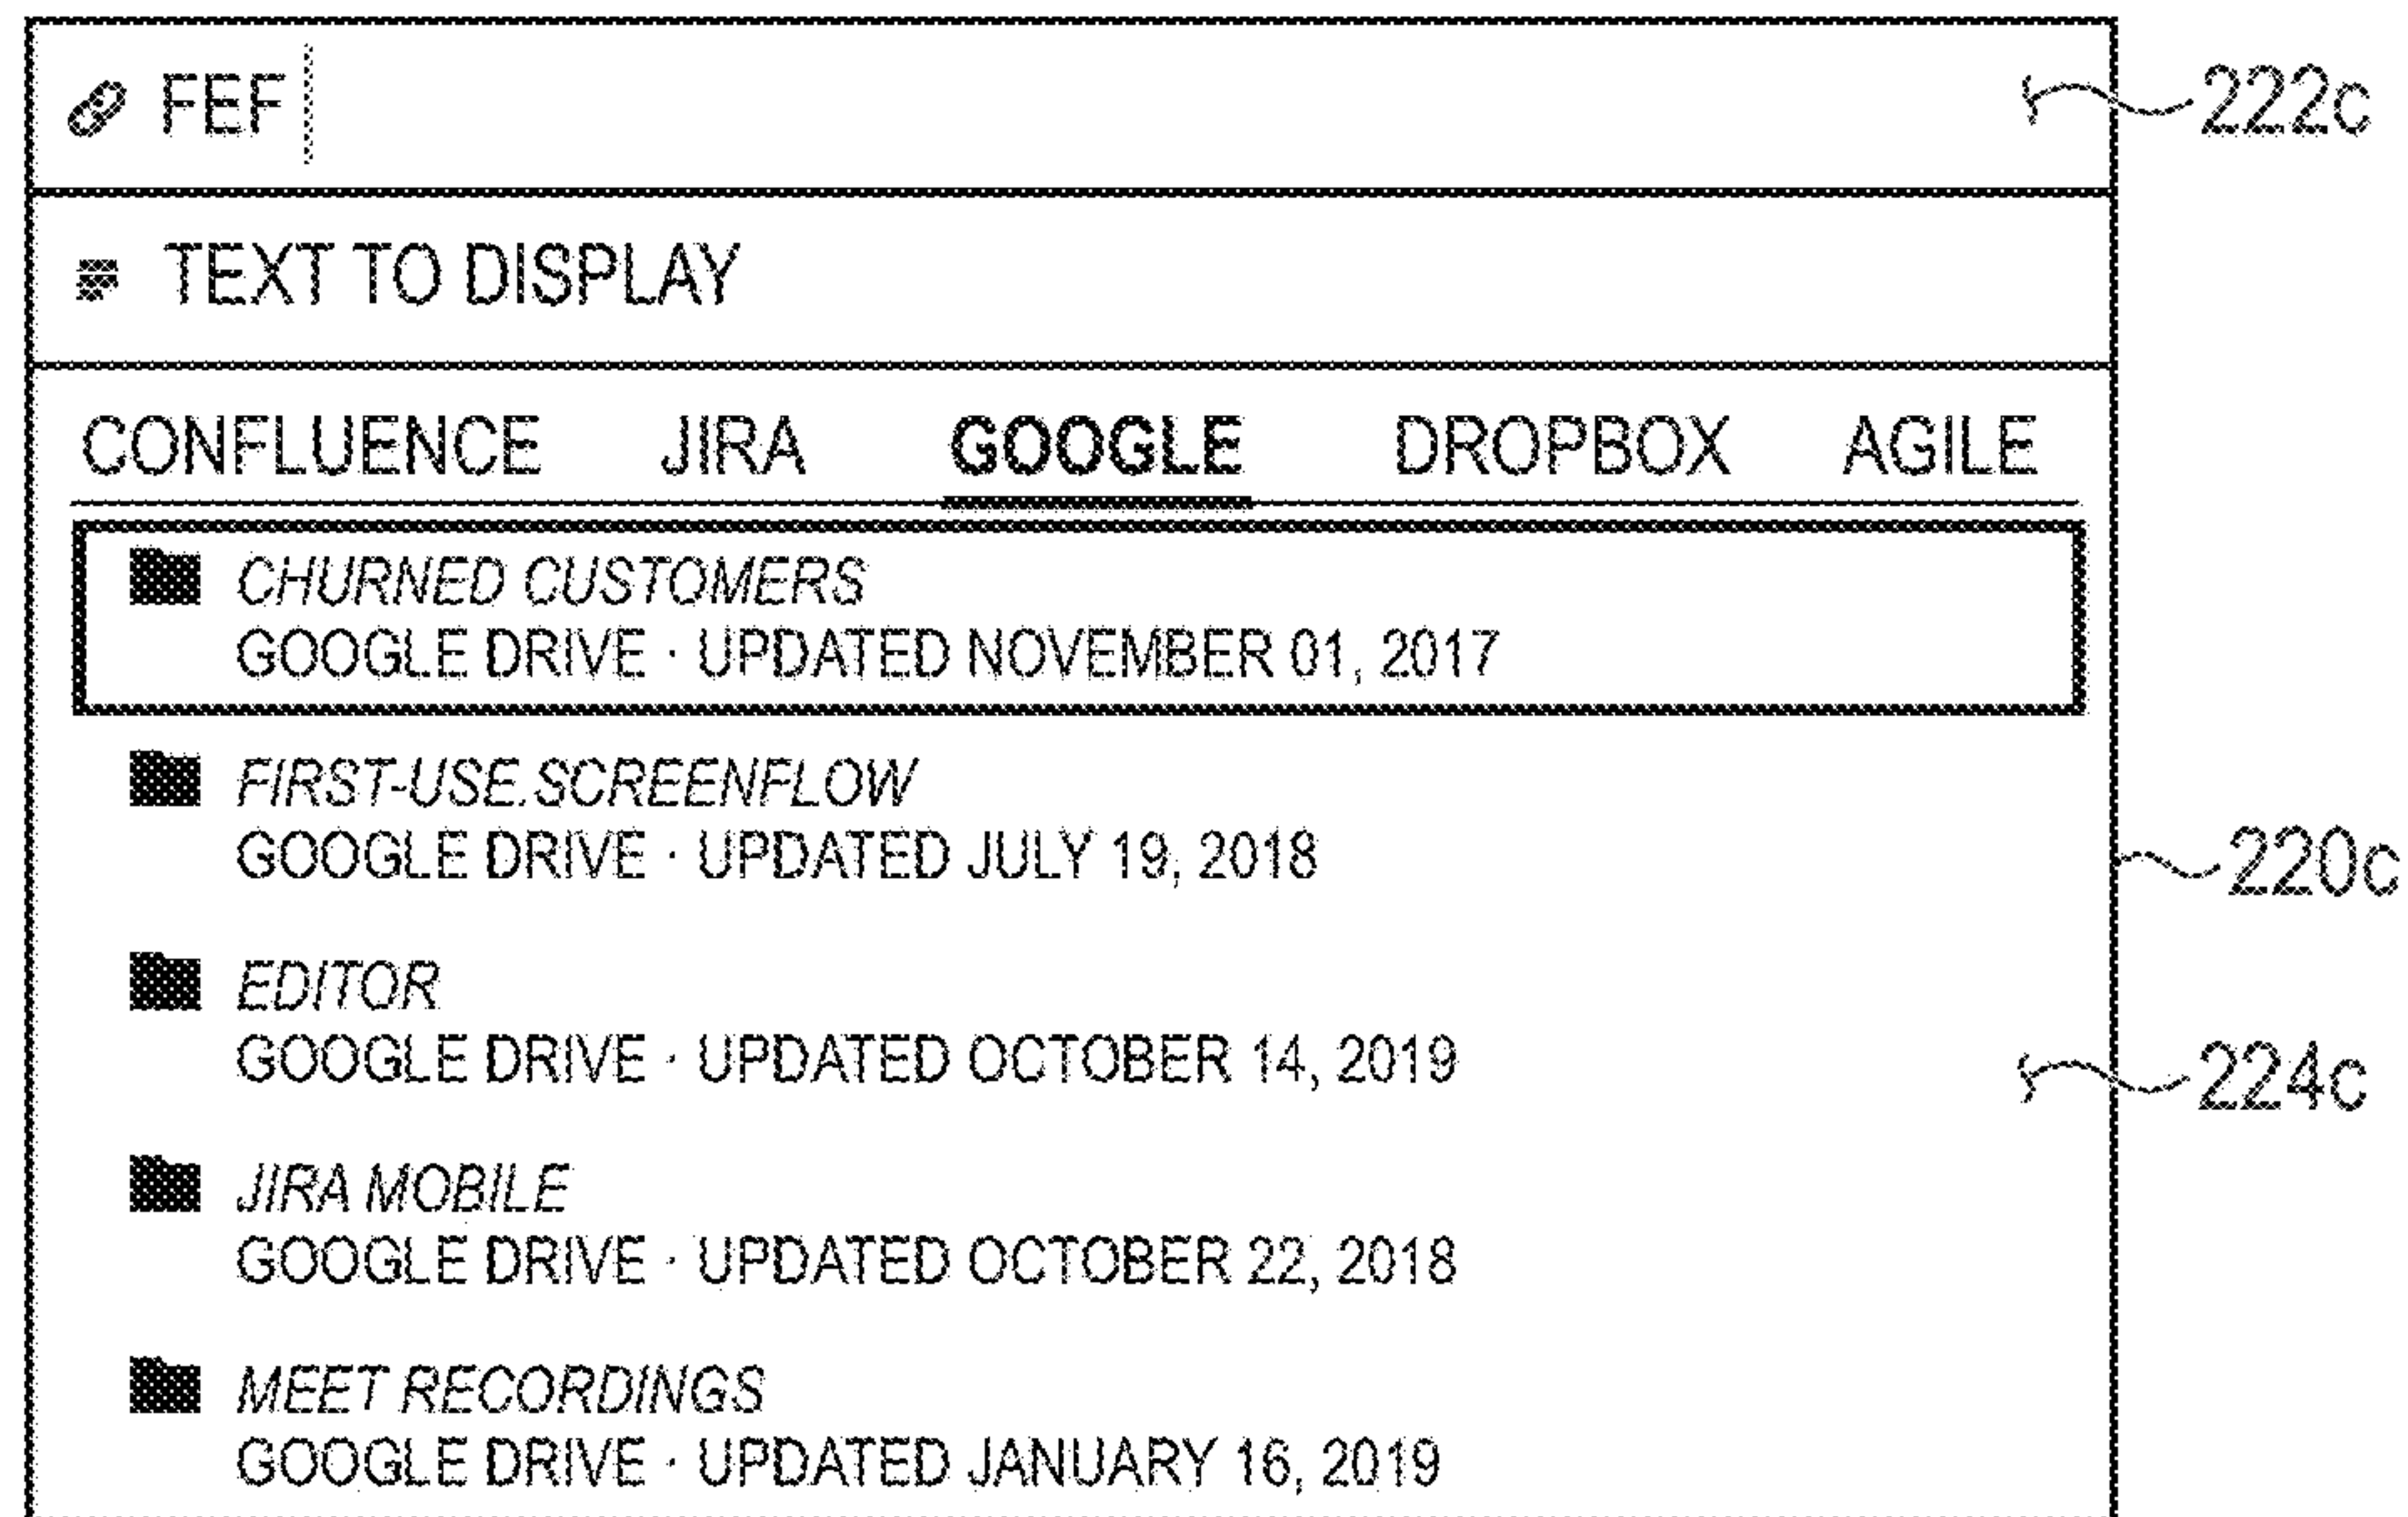 FEF
222c
TEXT TO DISPLAY
CONFLUENCE JIRA GOOGLE DROPBOX AGILE
CHURNED CUSTOMERS
GOOGLE DRIVE · UPDATED NOVEMBER 01, 2017
FIRST-USE.SCREENFLOW
GOOGLE DRIVE · UPDATED JULY 19, 2018
220c
EDITOR
GOOGLE DRIVE · UPDATED OCTOBER 14, 2019
224c
JIRA MOBILE
GOOGLE DRIVE · UPDATED OCTOBER 22, 2018
MEET RECORDINGS
GOOGLE DRIVE · UPDATED JANUARY 16, 2019